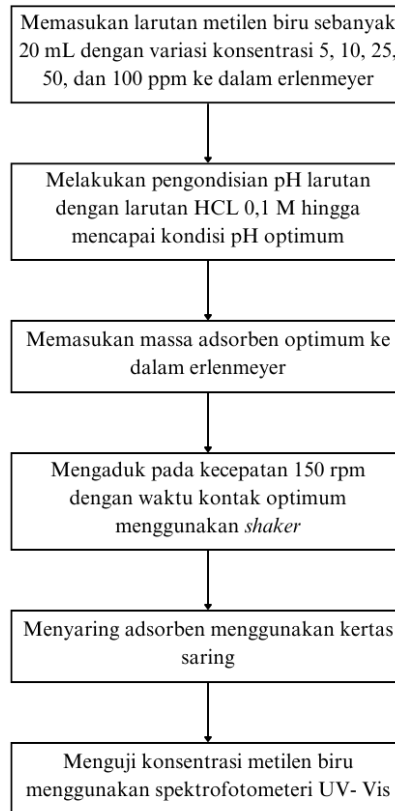 Memasukan larutan metilen biru sebanyak
20 mL dengan variasi konsentrasi 5, 10, 25,
50, dan 100 ppm ke dalam erlenmeyer
Melakukan pengondisian pH larutan
dengan larutan HCL 0,1 M hingga
mencapai kondisi pH optimum
Memasukan massa adsorben optimum ke
dalam erlenmeyer
Mengaduk pada kecepatan 150 rpm
dengan waktu kontak optimum
menggunakan shaker
Menyaring adsorben menggunakan kertas
saring
Menguji konsentrasi metilen biru
menggunakan spektrofotometeri UV- Vis